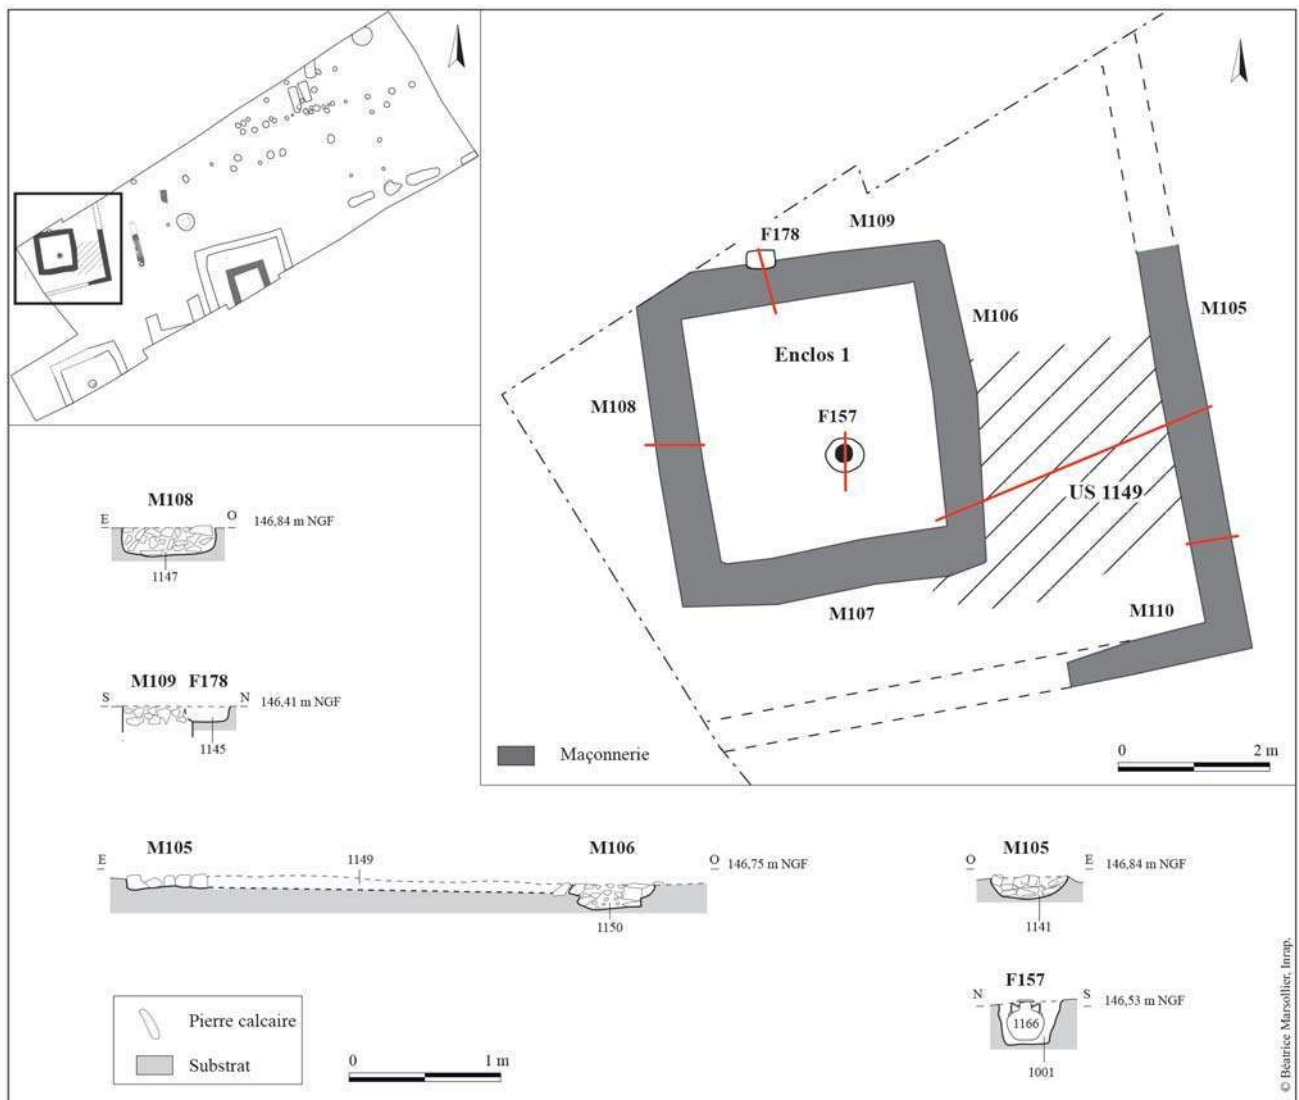 M109
F178
M105
M106
Enclos 1
M108
F157
US 1149
M110
M107
Maçonnerie
0 2 m
M108
E O 146,84 m NGF
1147
M109 F178
S N 146,41 m NGF
1145
M105 M106
E 1149 O 146,75 m NGF
1150
M105
O E 146,84 m NGF
1141
F157
N S 146,53 m NGF
1166
1001
Pierre calcaire
Substrat
0 1 m
© Béatrice Marsollier, Inrap.